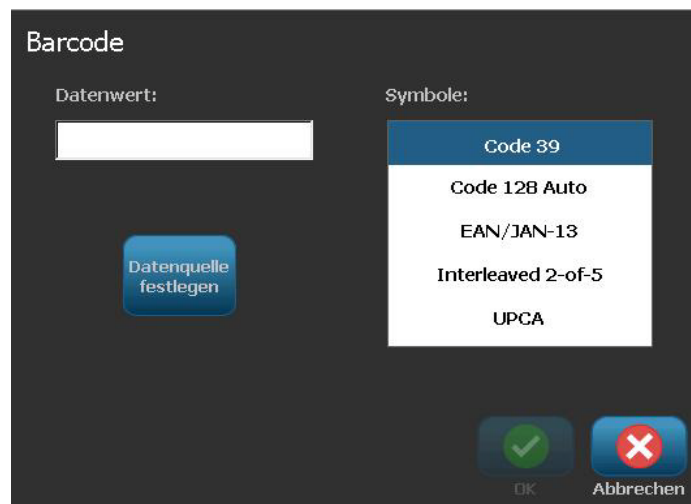 Barcode
Datenwert:
Symbole:
Code 39
Code 128 Auto
EAN/JAN-13
Interleaved 2-of-5
UPCA
Datenquelle
festlegen
OK
Abbrechen